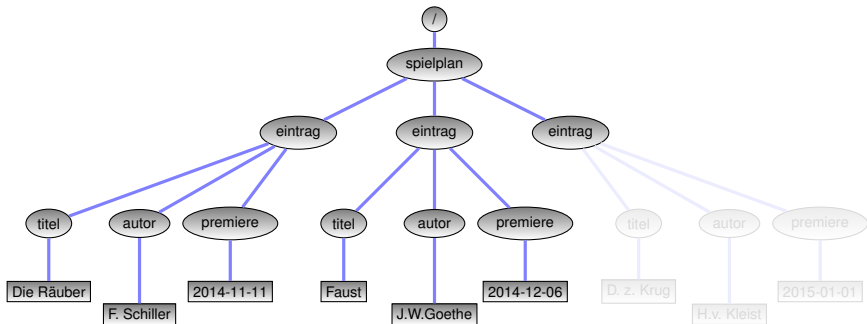 /
spielplan
eintrag eintrag eintrag
titel autor premiere titel autor premiere titel autor premiere
Die Räuber 2014-11-11 Faust 2014-12-06 D. z. Krug 2015-01-01
F. Schiller J.W.Goethe H.v. Kleist